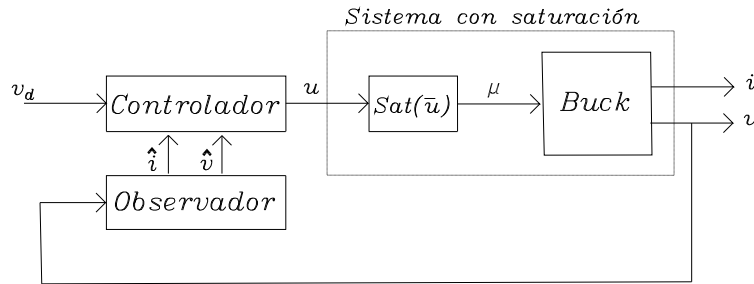 Sistema con saturación
v_d
Controlador
u
Sat(ū)
μ
Buck
i
v
î
v̂
Observador